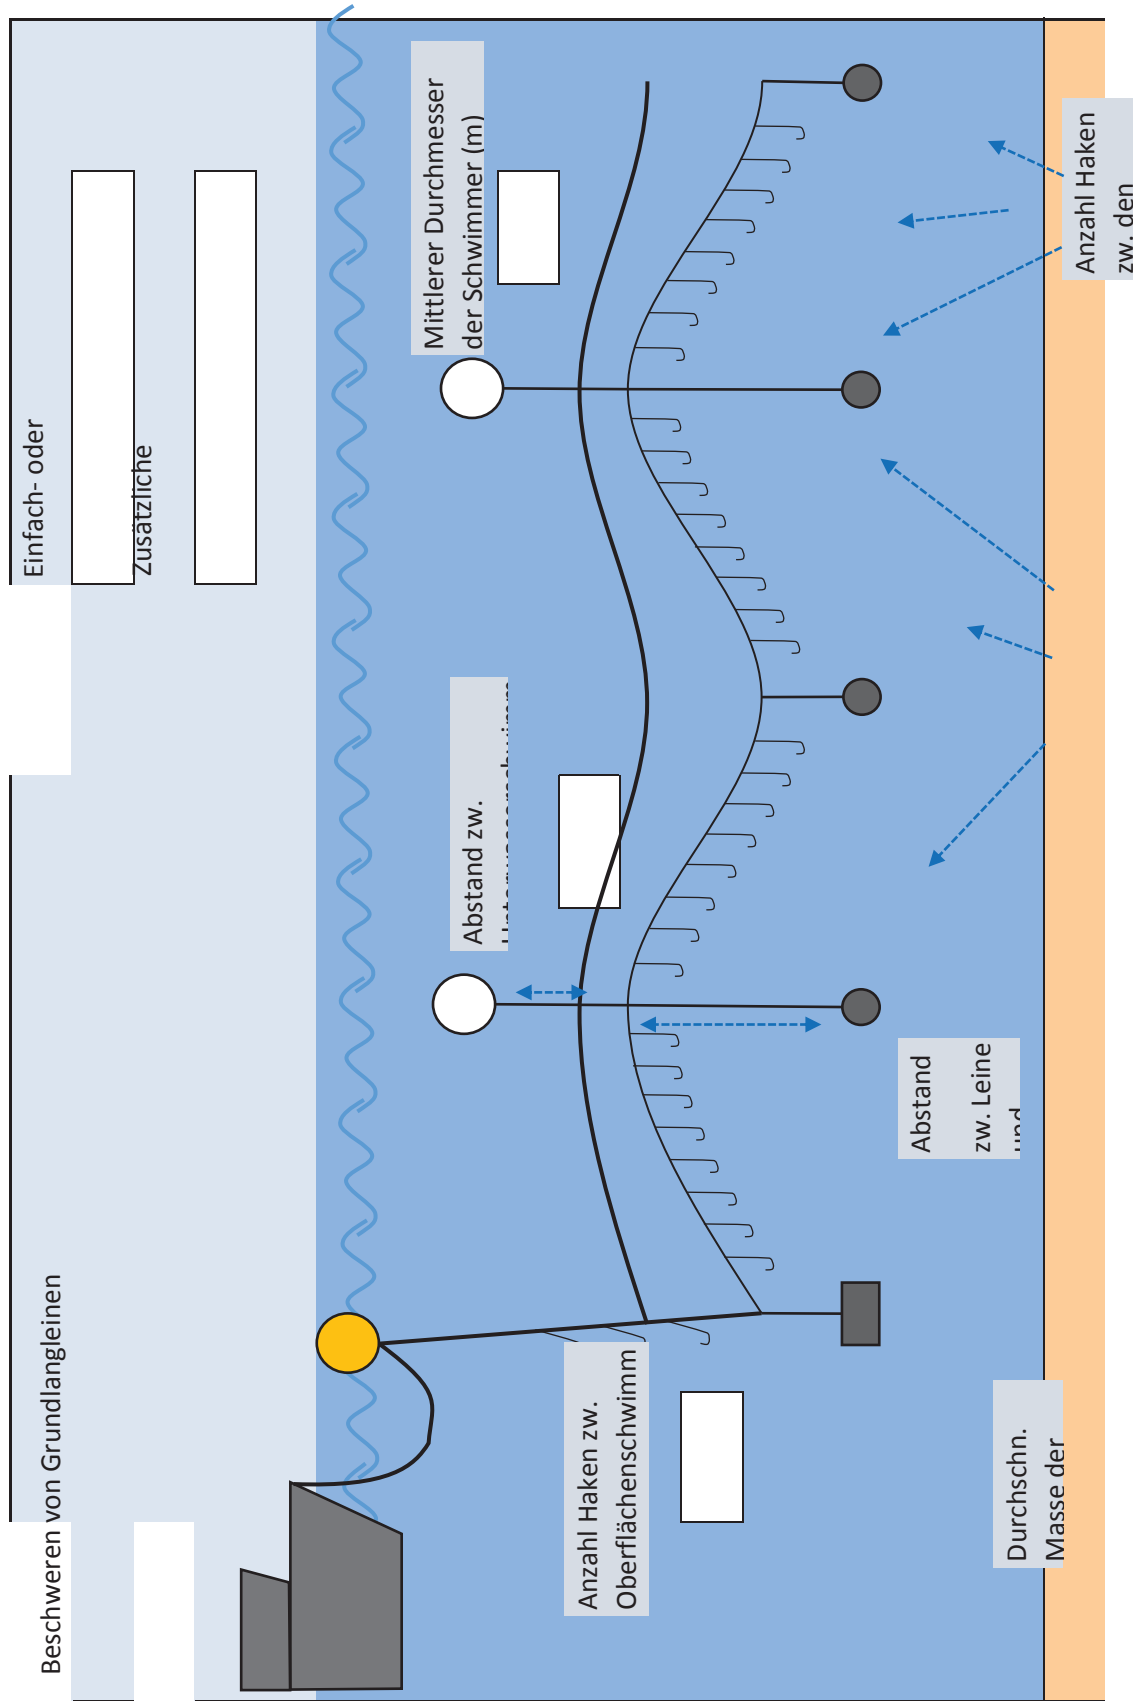 Beschweren von Grundlangleinen
Einfach- oder
Zusätzliche
Mittlerer Durchmesser
der Schwimmer (m)
Abstand zw.
Anzahl Haken zw.
Oberflächenschwimm
Abstand
zw. Leine
und
Durchschn.
Masse der
Anzahl Haken
zw. den